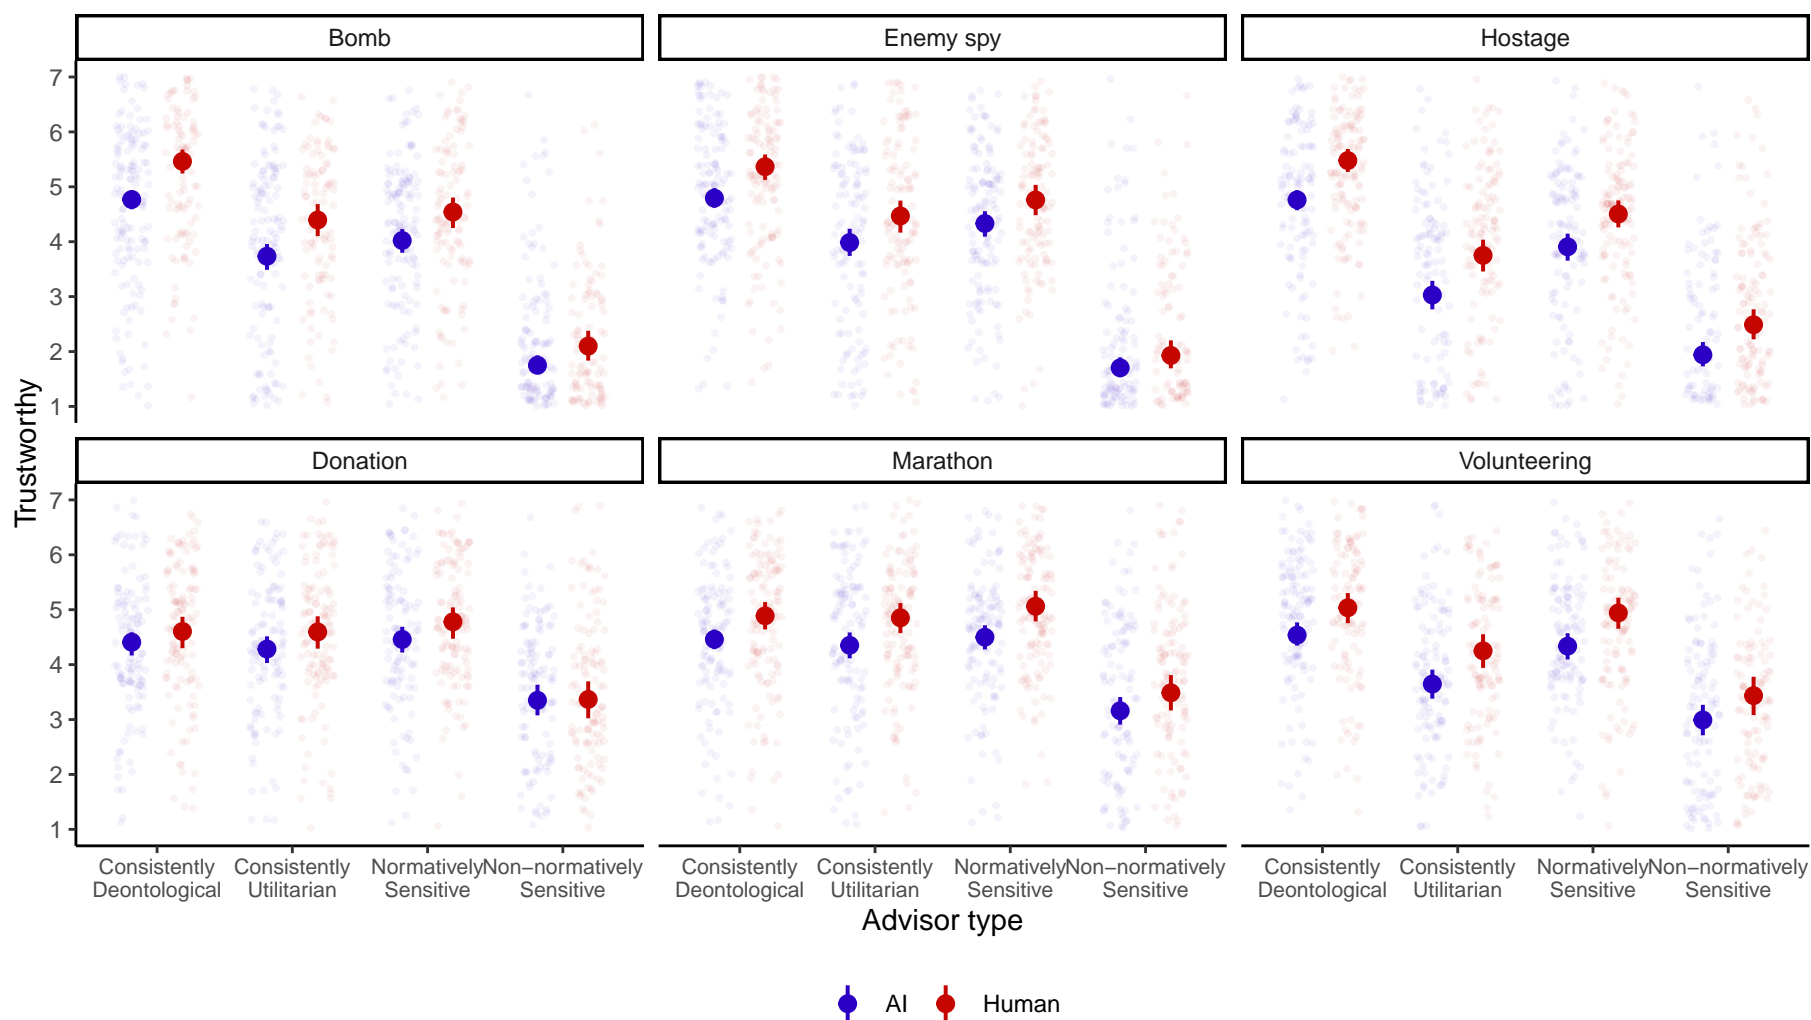 Bomb
Enemy spy
Hostage
7
6
5
4
3
2
1
Donation
Marathon
Volunteering
7
6
5
4
3
2
1
Trustworthy
Consistently Deontological
Consistently Utilitarian
Normatively Sensitive
Non−normatively Sensitive
Consistently Deontological
Consistently Utilitarian
Normatively Sensitive
Non−normatively Sensitive
Consistently Deontological
Consistently Utilitarian
Normatively Sensitive
Non−normatively Sensitive
Advisor type
AI
Human